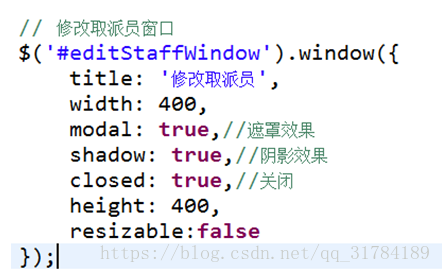 // 修改取派员窗口
$('#editStaffWindow').window({
title: '修改取派员',
width: 400,
modal: true,//遮罩效果
shadow: true,//阴影效果
closed: true,//关闭
height: 400,
resizable:false
});
https://blog.csdn.net/qq_31784189